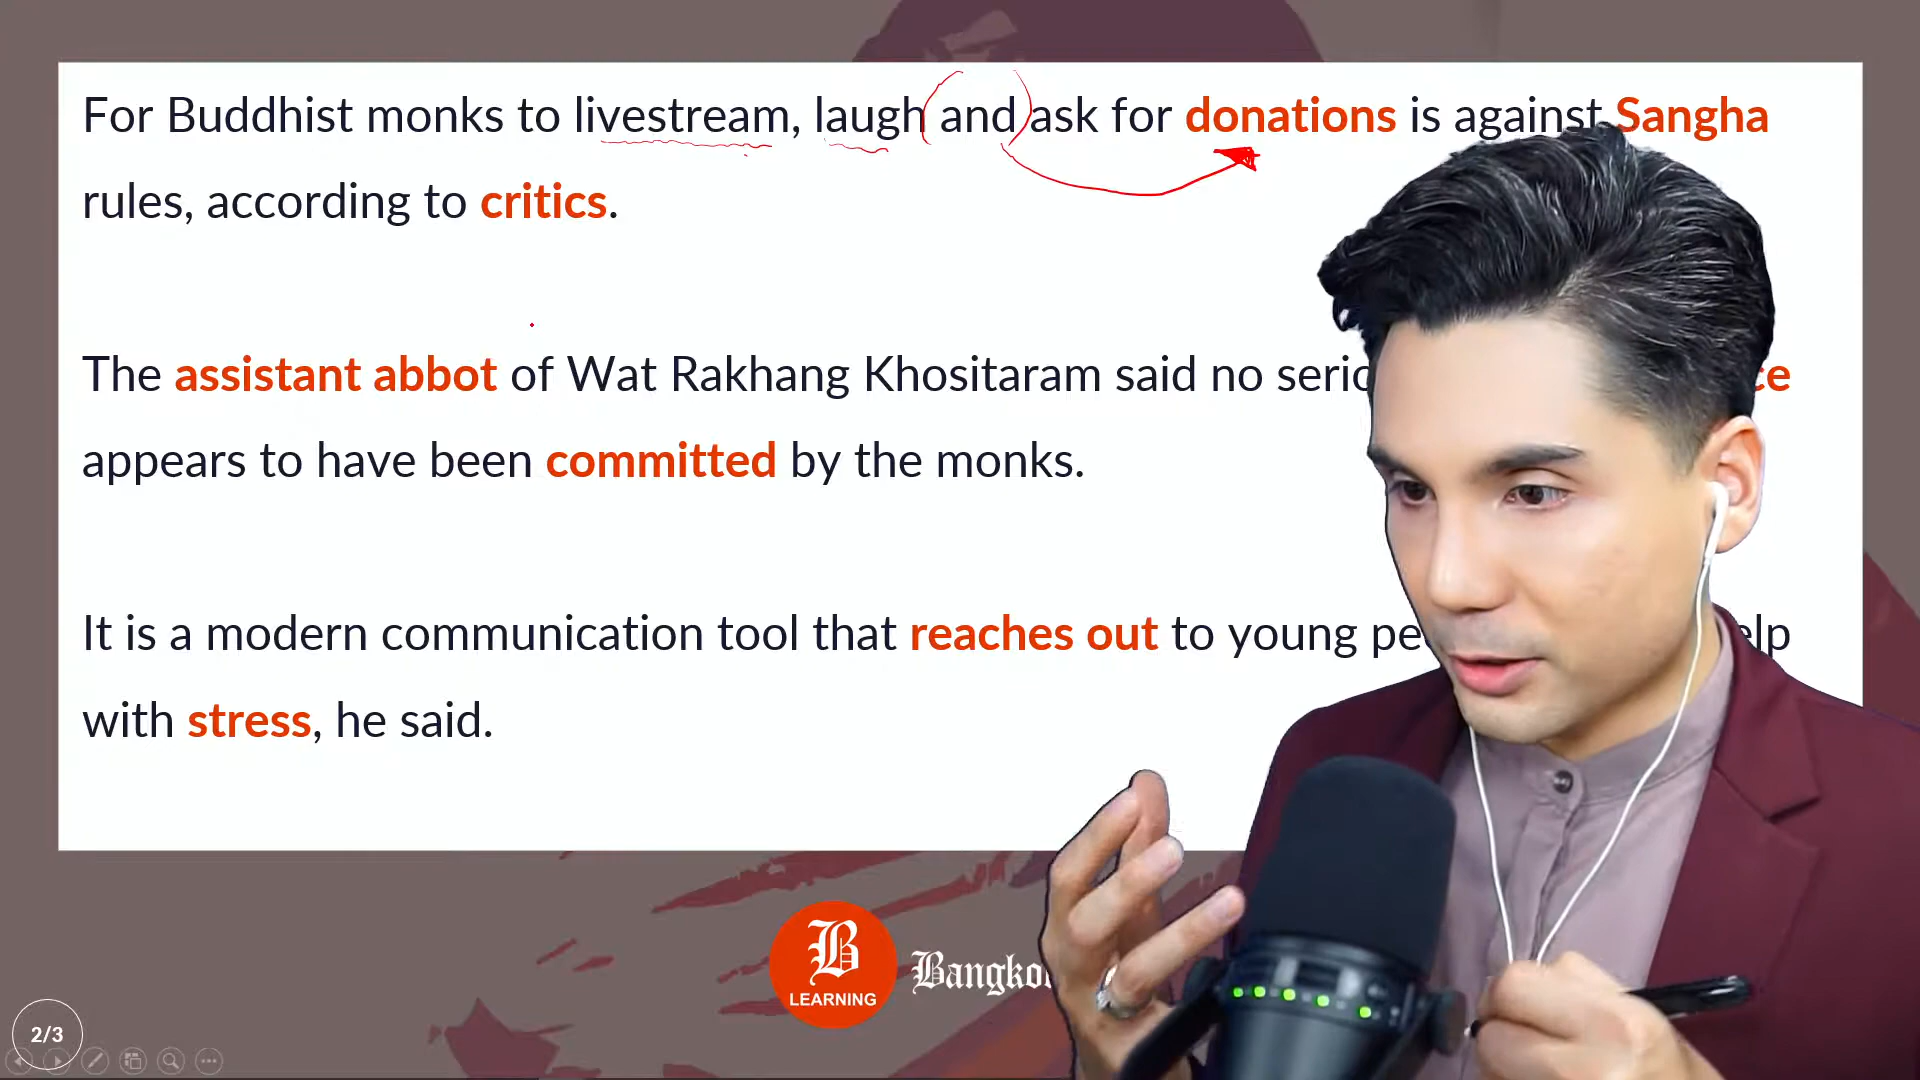 For Buddhist monks to livestream, laugh and ask for donations is against Sangha
rules, according to critics.
The assistant abbot of Wat Rakhang Khositaram said no
appears to have been committed by the monks.
It is a modern communication tool that reaches out to young
with stress, he said.
B
LEARNING
2/3